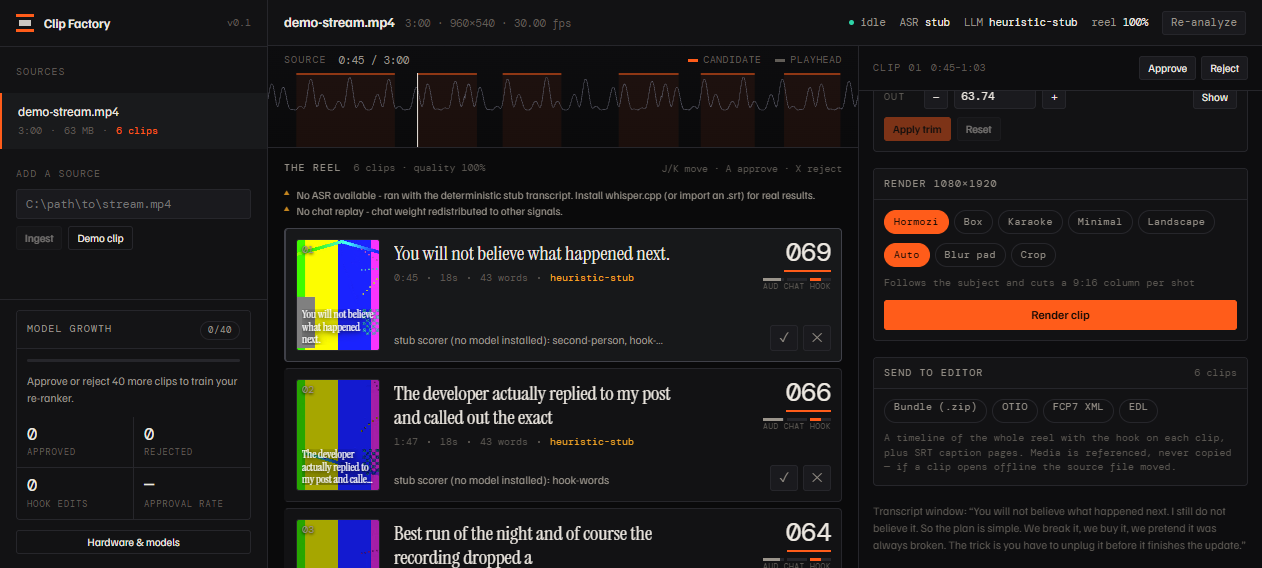 Clip Factory
v0.1
SOURCES
demo-stream.mp4
3:00 · 63 MB · 6 clips
ADD A SOURCE
C:\path\to\stream.mp4
Ingest
Demo clip
MODEL GROWTH
0/40
Approve or reject 40 more clips to train your
re-ranker.
0
APPROVED
0
REJECTED
0
HOOK EDITS
—
APPROVAL RATE
Hardware & models
demo-stream.mp4 3:00 · 960×540 · 30.00 fps
idle ASR stub LLM heuristic-stub reel 100% Re-analyze
SOURCE 0:45 / 3:00
CANDIDATE PLAYHEAD
THE REEL 6 clips · quality 100%
J/K move · A approve · X reject
No ASR available - ran with the deterministic stub transcript. Install whisper.cpp (or import an .srt) for real results.
No chat replay - chat weight redistributed to other signals.
You will not believe
what happened
next.
You will not believe what happened next.
0:45 · 18s · 43 words · heuristic-stub
stub scorer (no model installed): second-person, hook-…
069
AUD CHAT HOOK
✓ ✕
02
The developer
actually replied to
my post and calle…
The developer actually replied to my post
and called out the exact
1:47 · 18s · 43 words · heuristic-stub
stub scorer (no model installed): hook-words
066
AUD CHAT HOOK
✓ ✕
03
Best run of the night and of course the
recording dropped a
064
AUD CHAT HOOK
CLIP 01 0:45–1:03
Approve
Reject
OUT − 63.74 + Show
Apply trim
Reset
RENDER 1080×1920
Hormozi Box Karaoke Minimal Landscape
Auto Blur pad Crop
Follows the subject and cuts a 9:16 column per shot
Render clip
SEND TO EDITOR
6 clips
Bundle (.zip) OTIO FCP7 XML EDL
A timeline of the whole reel with the hook on each clip,
plus SRT caption pages. Media is referenced, never copied
— if a clip opens offline the source file moved.
Transcript window: “You will not believe what happened next. I still do not
believe it. So the plan is simple. We break it, we buy it, we pretend it was
always broken. The trick is you have to unplug it before it finishes the update.”